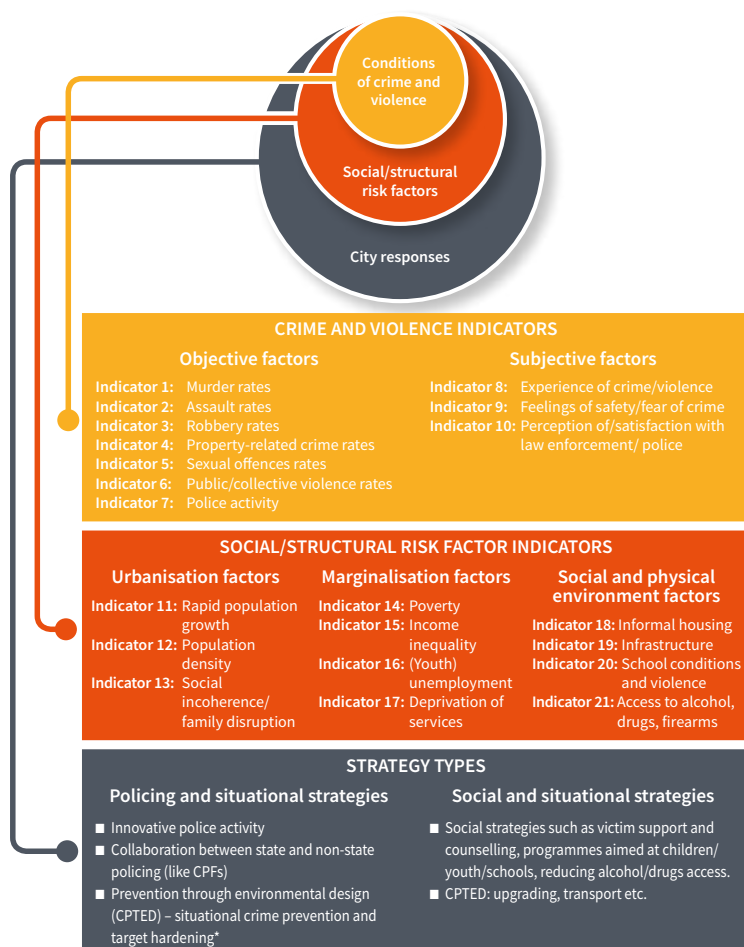 Conditions
of crime and
violence
Social/structural
risk factors
City responses
CRIME AND VIOLENCE INDICATORS
Objective factors
Indicator 1: Murder rates
Indicator 2: Assault rates
Indicator 3: Robbery rates
Indicator 4: Property-related crime rates
Indicator 5: Sexual offences rates
Indicator 6: Public/collective violence rates
Indicator 7: Police activity
Subjective factors
Indicator 8: Experience of crime/violence
Indicator 9: Feelings of safety/fear of crime
Indicator 10: Perception of/satisfaction with
law enforcement/ police
SOCIAL/STRUCTURAL RISK FACTOR INDICATORS
Urbanisation factors
Indicator 11: Rapid population
growth
Indicator 12: Population
density
Indicator 13: Social
incoherence/
family disruption
Marginalisation factors
Indicator 14: Poverty
Indicator 15: Income
inequality
Indicator 16: (Youth)
unemployment
Indicator 17: Deprivation of
services
Social and physical
environment factors
Indicator 18: Informal housing
Indicator 19: Infrastructure
Indicator 20: School conditions
and violence
Indicator 21: Access to alcohol,
drugs, firearms
STRATEGY TYPES
Policing and situational strategies
■ Innovative police activity
■ Collaboration between state and non-state
policing (like CPFs)
■ Prevention through environmental design
(CPTED) – situational crime prevention and
target hardening*
Social and situational strategies
■ Social strategies such as victim support and
counselling, programmes aimed at children/
youth/schools, reducing alcohol/drugs access.
■ CPTED: upgrading, transport etc.